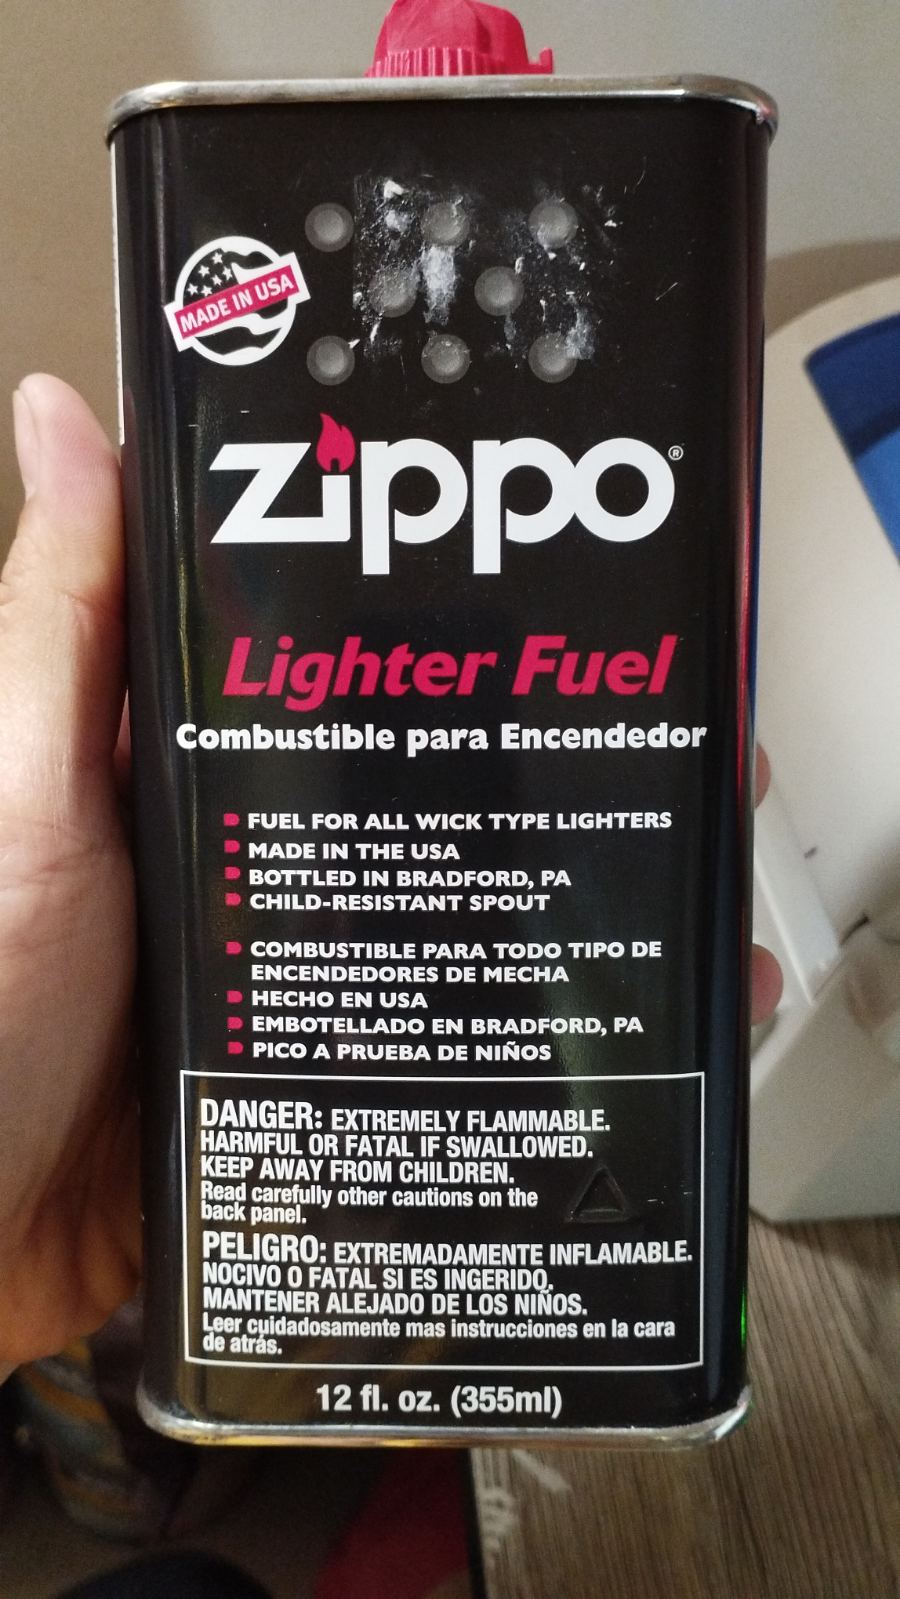 MADE IN USA
Zippo®
Lighter Fuel
Combustible para Encendedor
FUEL FOR ALL WICK TYPE LIGHTERS
MADE IN THE USA
BOTTLED IN BRADFORD, PA
CHILD-RESISTANT SPOUT
COMBUSTIBLE PARA TODO TIPO DE
ENCENDEDORES DE MECHA
HECHO EN USA
EMBOTELLADO EN BRADFORD, PA
PICO A PRUEBA DE NIÑOS
DANGER: EXTREMELY FLAMMABLE.
HARMFUL OR FATAL IF SWALLOWED.
KEEP AWAY FROM CHILDREN.
Read carefully other cautions on the
back panel.
PELIGRO: EXTREMADAMENTE INFLAMABLE.
NOCIVO O FATAL SI ES INGERIDO.
MANTENER ALEJADO DE LOS NIÑOS.
Leer cuidadosamente mas instrucciones en la cara
de atrás.
12 fl. oz. (355ml)